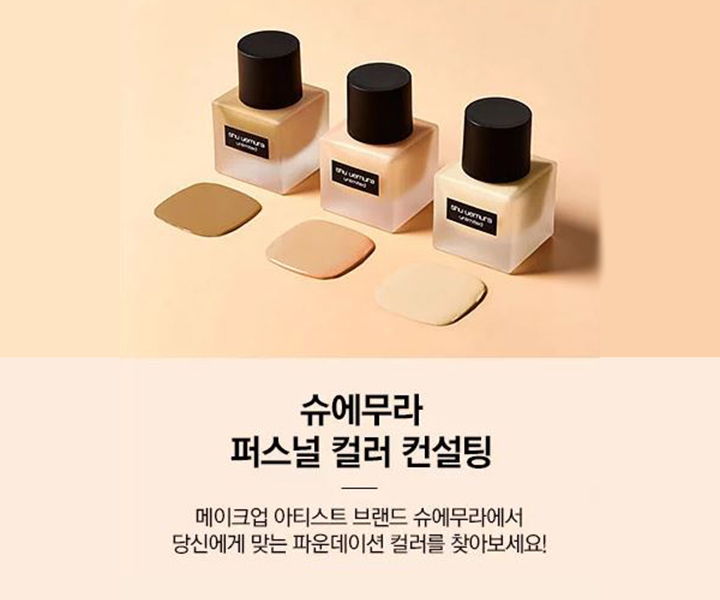 shu uemura
unlimited
shu uemura
unlimited
shu uemura
unlimited
슈에무라
퍼스널 컬러 컨설팅
메이크업 아티스트 브랜드 슈에무라에서
당신에게 맞는 파운데이션 컬러를 찾아보세요!